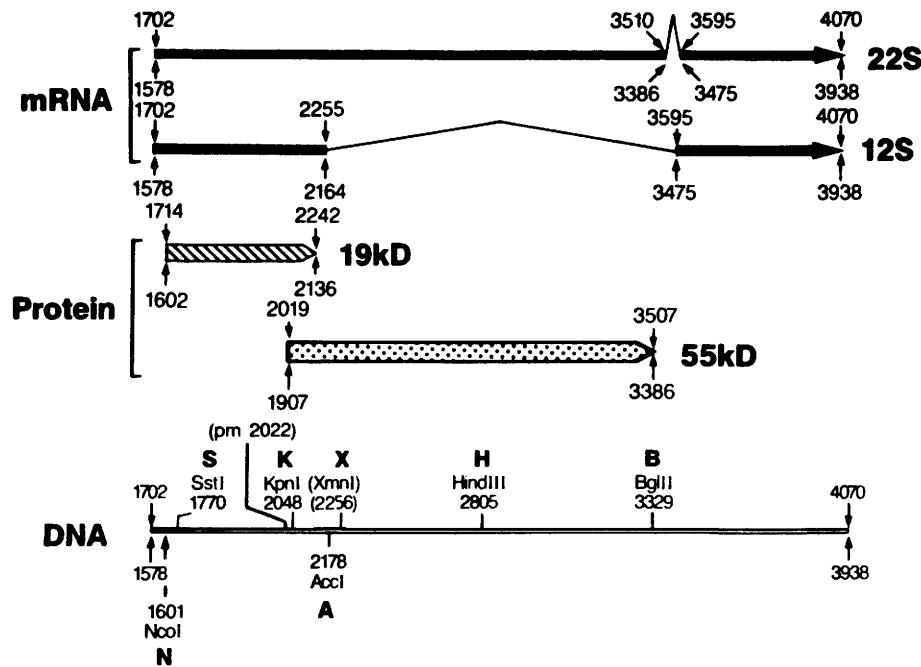 1702 3510 3595 4070
22S
1578 3386 3475 3938
mRNA
1702 2255 3595 4070
12S
1578 2164 3475 3938
1714 2242
19kD
1602 2136
Protein
2019 3507
55kD
1907 3386
(pm 2022)
S K X H B
SstI KpnI (XmnI) HindIII BglII
1702 1770 2048 (2256) 2805 3329 4070
DNA
1578 2178 3938
AccI
1601 A
NcoI
N